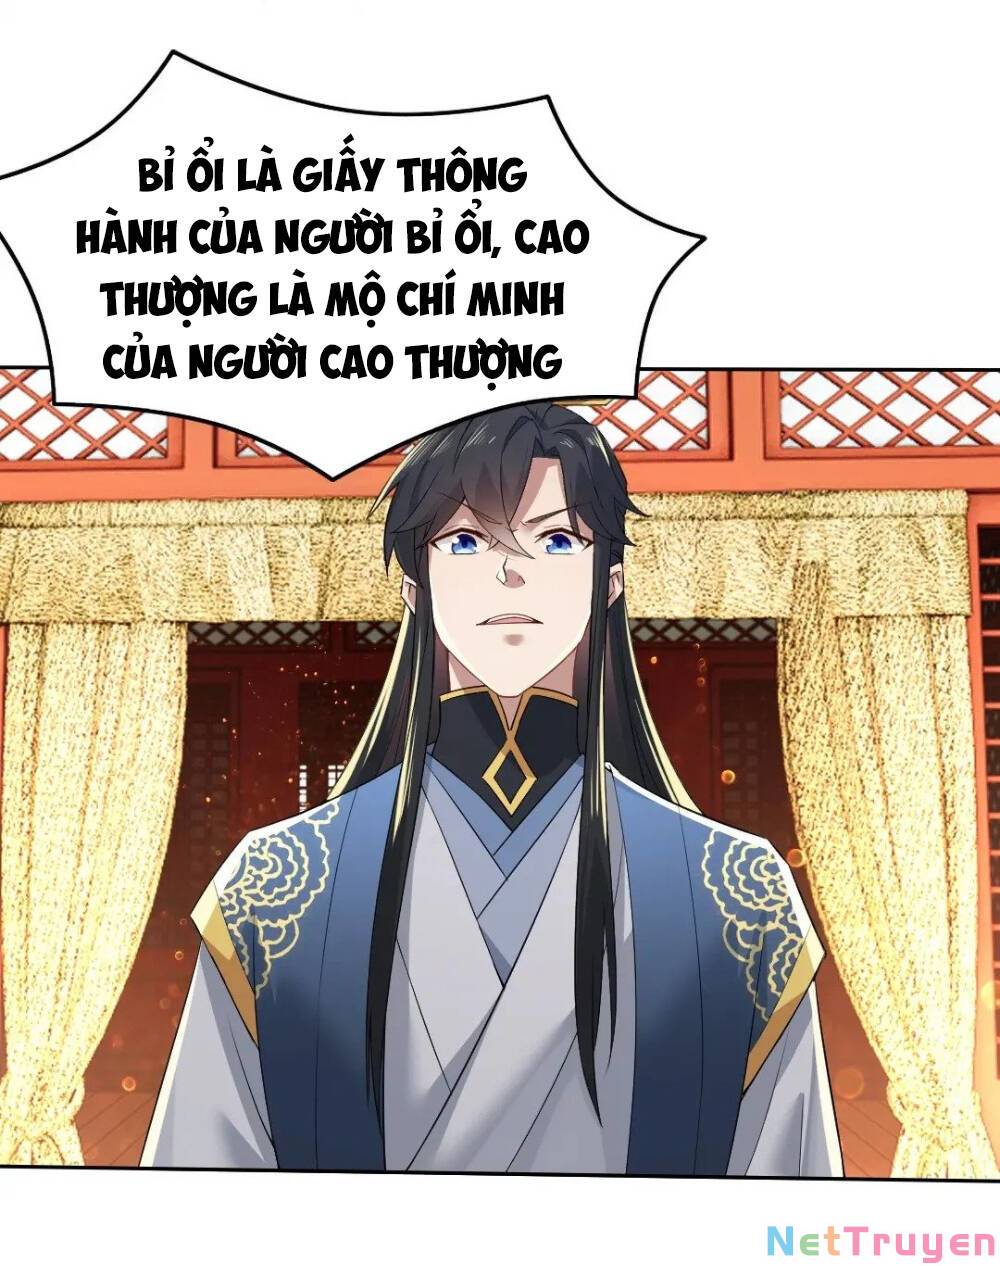 BỈ ỔI LÀ GIẤY THÔNG
HÀNH CỦA NGƯỜI BỈ ỔI, CAO
THƯỢNG LÀ MỘ CHÍ MINH
CỦA NGƯỜI CAO THƯỢNG
NetTruyen